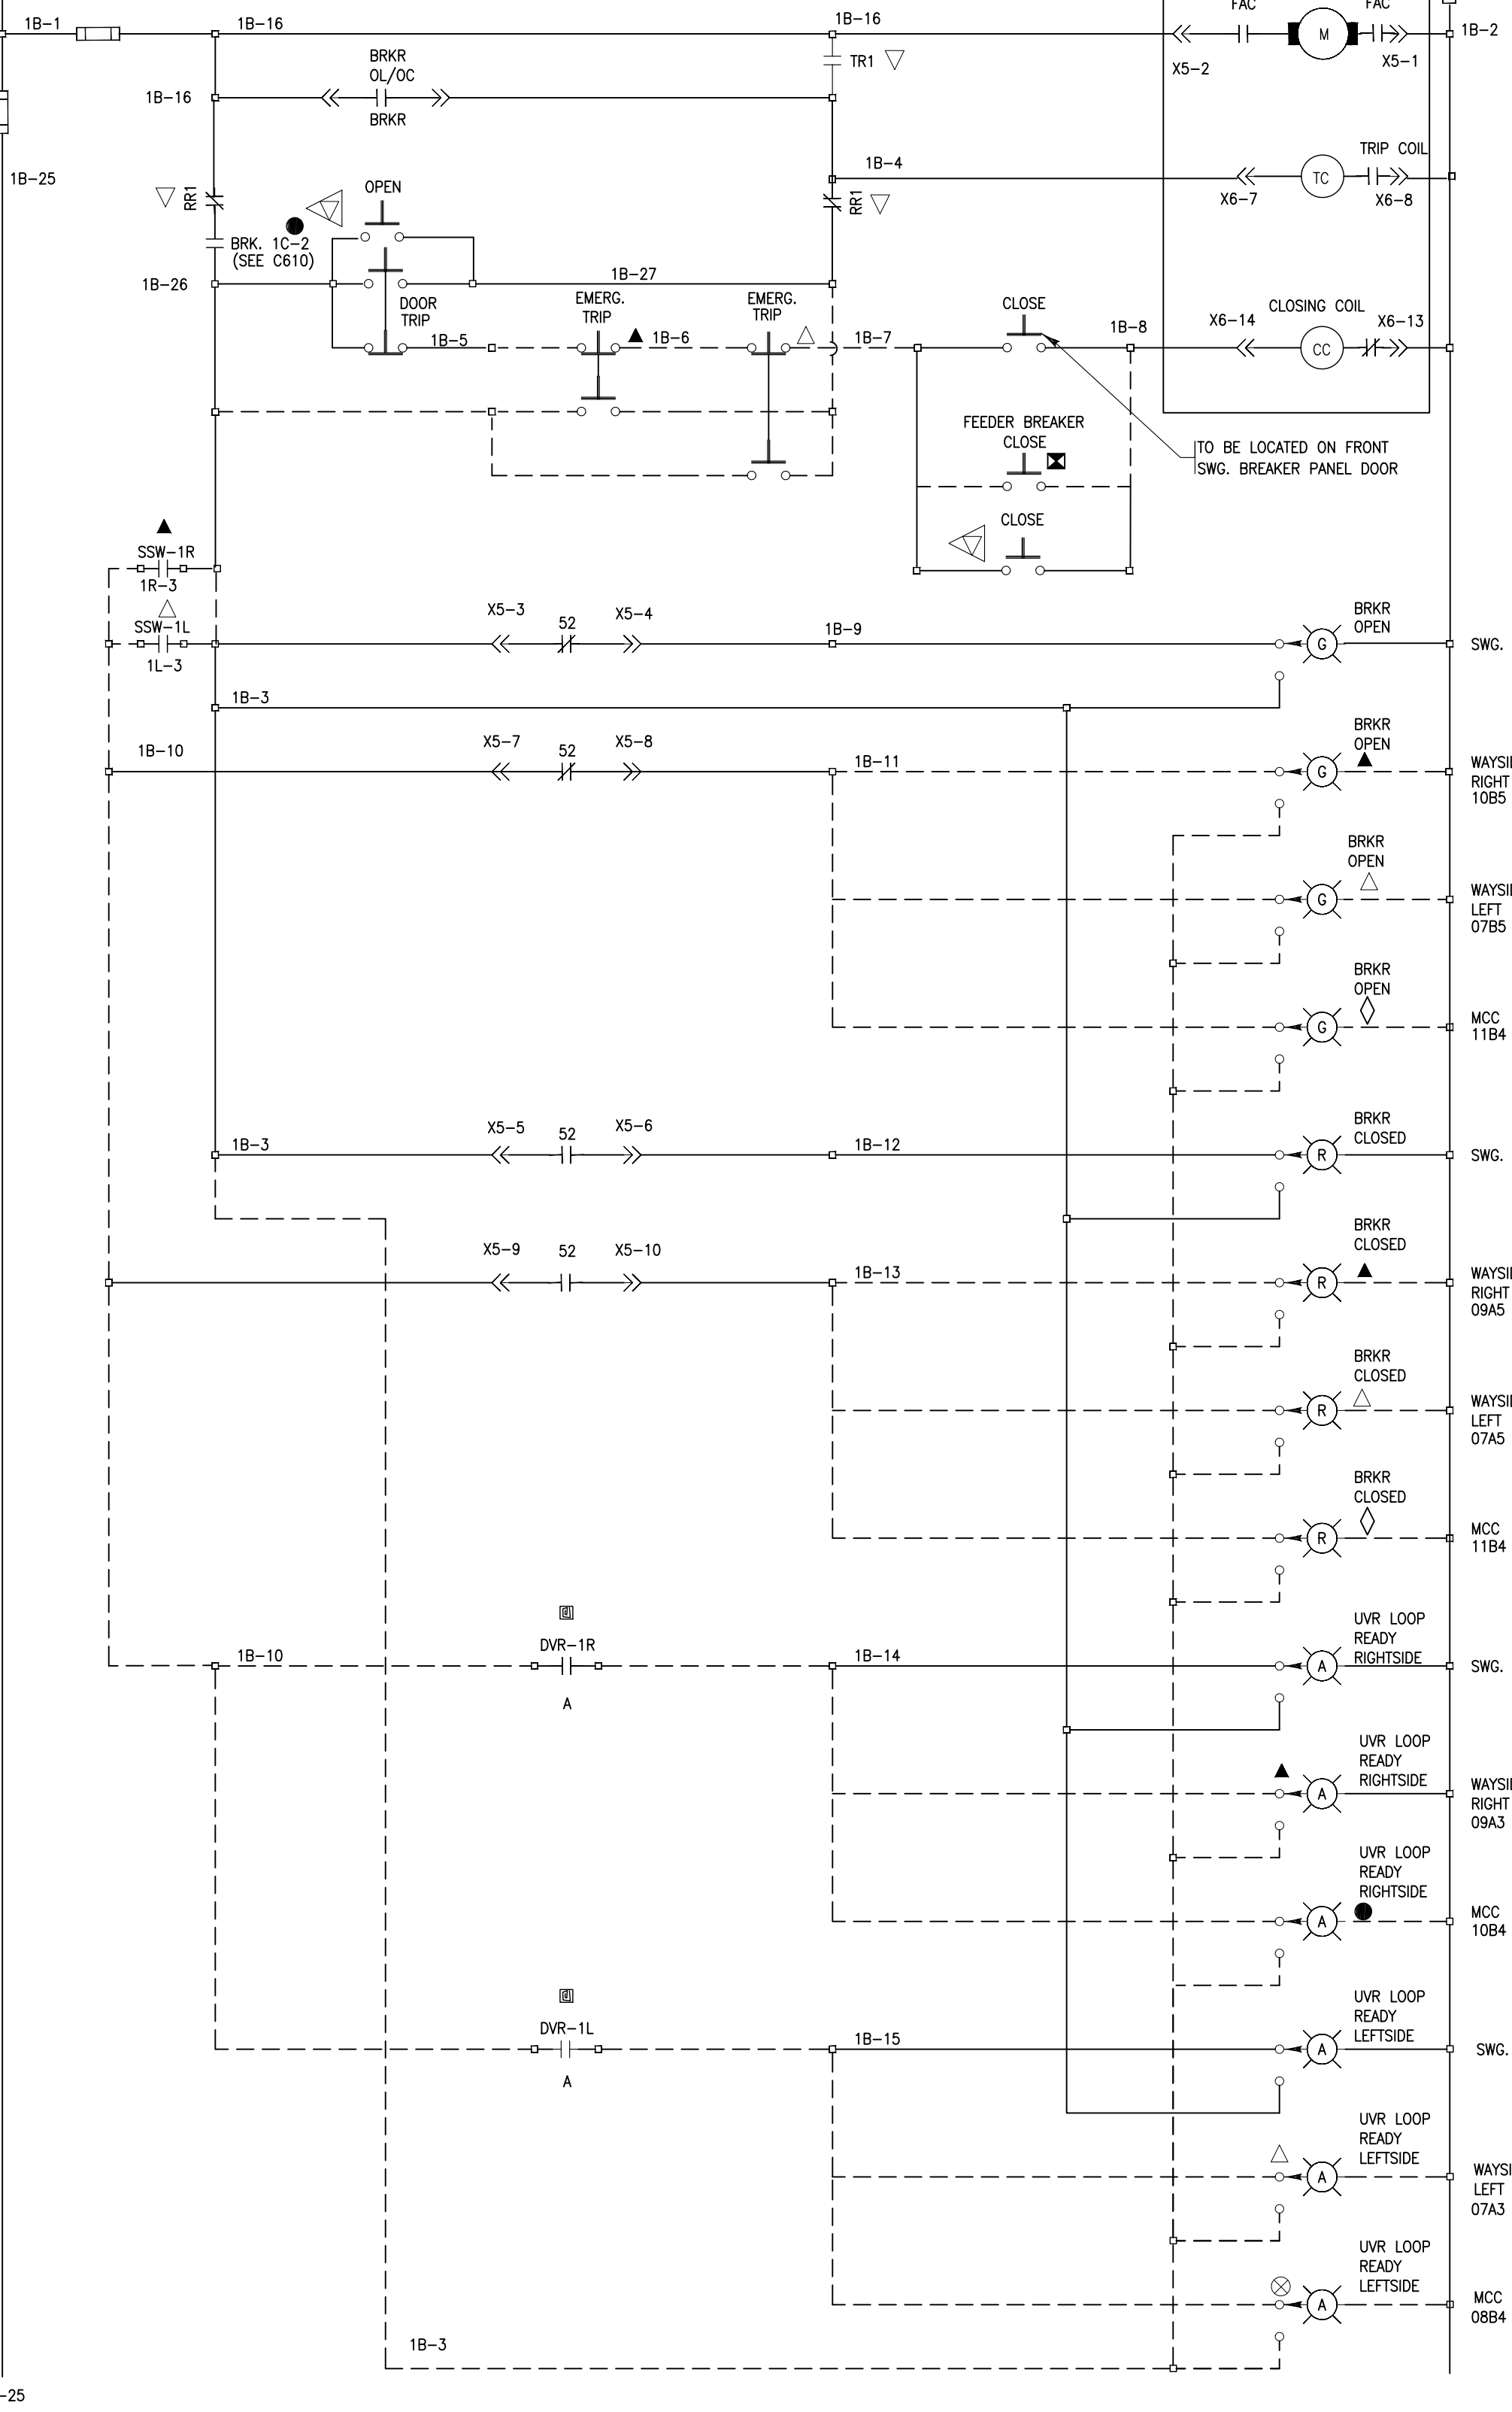 FAC
FAC
1B-1
1B-16
1B-16
M
1B-2
X5-2
X5-1
BRKR
OL/OC
TR1
1B-16
BRKR
1B-25
1B-4
TRIP COIL
TC
X6-7
X6-8
RR1
OPEN
RR1
BRK. 1C-2
(SEE C610)
1B-26
1B-27
DOOR
TRIP
EMERG.
TRIP
EMERG.
TRIP
CLOSE
CLOSING COIL
1B-5
1B-6
1B-7
1B-8
X6-14
X6-13
CC
FEEDER BREAKER
CLOSE
TO BE LOCATED ON FRONT
SWG. BREAKER PANEL DOOR
CLOSE
SSW-1R
1R-3
SSW-1L
1L-3
X5-3
52
X5-4
1B-9
BRKR
OPEN
G
SWG.
1B-3
1B-10
X5-7
52
X5-8
1B-11
BRKR
OPEN
G
WAYSI
RIGHT
10B5
BRKR
OPEN
G
WAYSI
LEFT
07B5
BRKR
OPEN
G
MCC
11B4
1B-3
X5-5
52
X5-6
1B-12
BRKR
CLOSED
R
SWG.
X5-9
52
X5-10
1B-13
BRKR
CLOSED
R
WAYSI
RIGHT
09A5
BRKR
CLOSED
R
WAYSI
LEFT
07A5
BRKR
CLOSED
R
MCC
11B4
1B-10
DVR-1R
A
1B-14
UVR LOOP
READY
RIGHTSIDE
A
SWG.
UVR LOOP
READY
RIGHTSIDE
A
WAYSI
RIGHT
09A3
UVR LOOP
READY
RIGHTSIDE
A
MCC
10B4
DVR-1L
A
1B-15
UVR LOOP
READY
LEFTSIDE
A
SWG.
UVR LOOP
READY
LEFTSIDE
A
WAYSI
LEFT
07A3
UVR LOOP
READY
LEFTSIDE
A
MCC
08B4
1B-3
-25